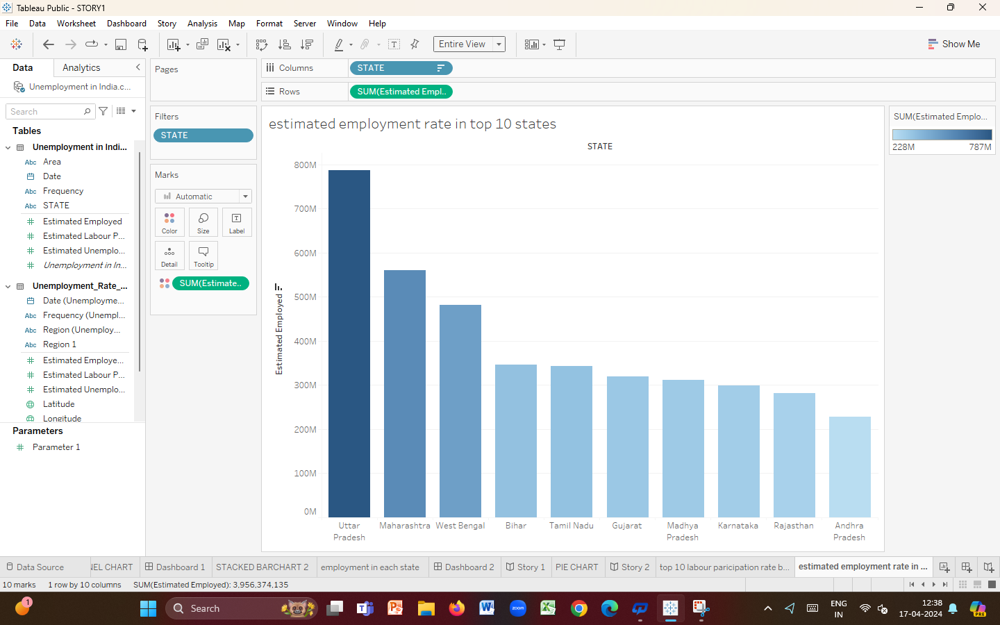 Tableau Public - STORY1
File Data Worksheet Dashboard Story Analysis Map Format Server Window Help
Entire View
Show Me
Data Analytics
Unemployment in India.c...
Search
Tables
Unemployment in Indi...
Abc Area
Date
Abc Frequency
Abc STATE
Estimated Employed
Estimated Labour P...
Estimated Unemplo...
Unemployment in In...
Unemployment_Rate_...
Date (Unemployme...
Abc Frequency (Unempl...
Abc Region (Unemploy...
Abc Region 1
Estimated Employe...
Estimated Labour P...
Estimated Unemplo...
Latitude
Longitude
Parameters
Parameter 1
Pages
Filters
STATE
Marks
Automatic
Color Size Label
Detail Tooltip
SUM(Estimate..
Columns STATE
Rows SUM(Estimated Empl..
estimated employment rate in top 10 states
STATE
800M
700M
600M
500M
400M
300M
200M
100M
0M
Estimated Employed
Uttar Pradesh
Maharashtra
West Bengal
Bihar
Tamil Nadu
Gujarat
Madhya Pradesh
Karnataka
Rajasthan
Andhra Pradesh
SUM(Estimated Emplo...
228M 787M
Data Source NEL CHART Dashboard 1 STACKED BARCHART 2 employment in each state Dashboard 2 Story 1 PIE CHART Story 2 top 10 labour paricipation rate b... estimated employment rate in ...
10 marks 1 row by 10 columns SUM(Estimated Employed): 3,956,374,135
1
Search
zoom
ENG
IN
12:38
17-04-2024
PRE